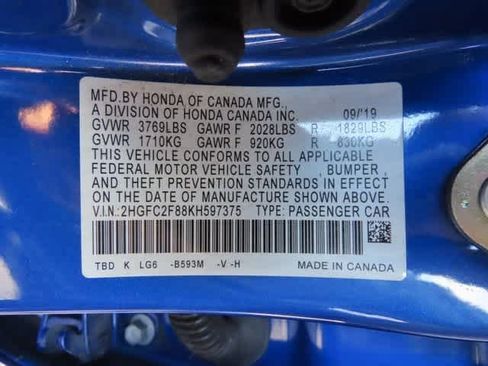 MFD.BY HONDA OF CANADA MFG.,
A DIVISION OF HONDA CANADA INC. 09/'19
GVWR 3769LBS GAWR F 2028LBS R 1829LBS
GVWR 1710KG GAWR F 920KG R 830KG
THIS VEHICLE CONFORMS TO ALL APPLICABLE
FEDERAL MOTOR VEHICLE SAFETY , BUMPER ,
AND THEFT PREVENTION STANDARDS IN EFFECT
ON THE DATE OF MANUFACTURE SHOWN ABOVE.
V.I.N.:2HGFC2F88KH597375 TYPE: PASSENGER CAR
TBD K LG6 -B593M -V -H
MADE IN CANADA